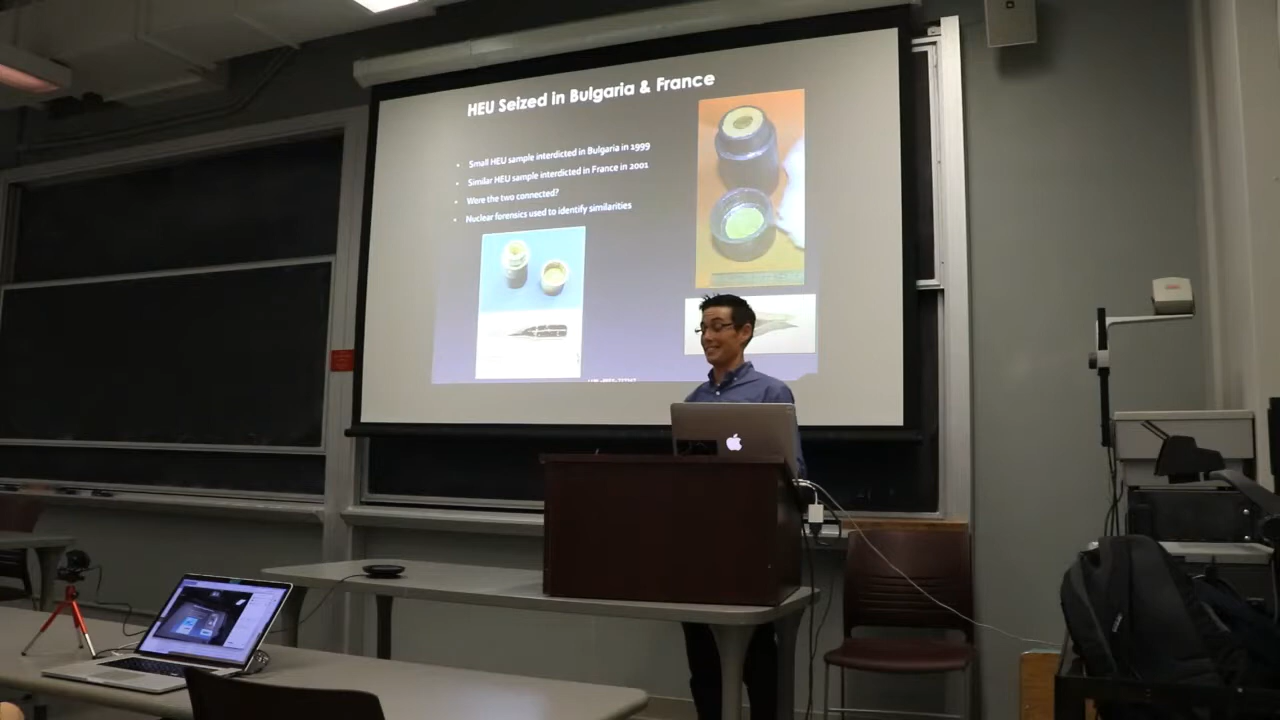 HEU Seized in Bulgaria & France
• Small HEU sample interdicted in Bulgaria in 1999
• Similar HEU sample interdicted in France in 2001
• Were the two connected?
• Nuclear forensics used to identify similarities